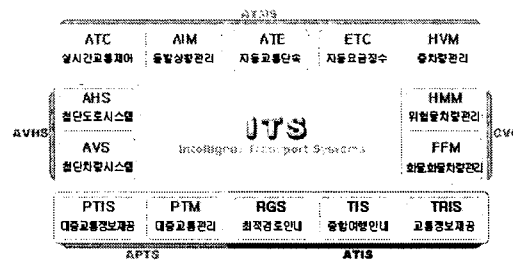 ATMS
ATC AIM ATE ETC HVM
실시간교통제어 돌발상황관리 자동교통단속 자동요금징수 중차량관리
AHS HMM
첨단도로시스템 위험물차량관리
AVHS ITS CVO
Intelligent Transport Systems
AVS FFM
첨단차량시스템 화물차량관리
PTIS PTM RGS TIS TRIS
대중교통정보제공 대중교통관리 최적경로안내 종합여행안내 교통정보제공
APTS ATIS